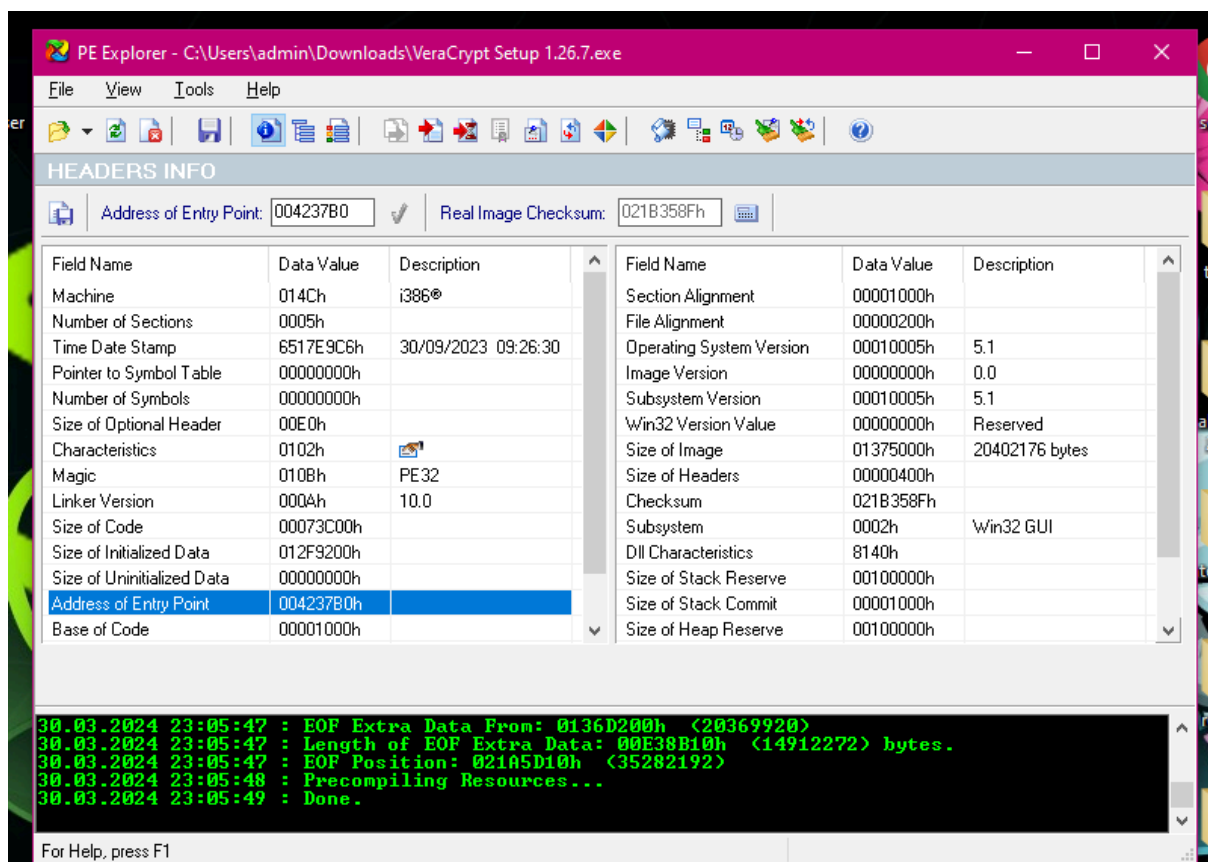 PE Explorer - C:\Users\admin\Downloads\VeraCrypt Setup 1.26.7.exe
File View Tools Help
er
HEADERS INFO
Address of Entry Point: 004237B0 Real Image Checksum: 021B358Fh
Field Name Data Value Description Field Name Data Value Description
Machine 014Ch i386® Section Alignment 00001000h
Number of Sections 0005h File Alignment 00000200h
Time Date Stamp 6517E9C6h 30/09/2023 09:26:30 Operating System Version 00010005h 5.1
Pointer to Symbol Table 00000000h Image Version 00000000h 0.0
Number of Symbols 00000000h Subsystem Version 00010005h 5.1
Size of Optional Header 00E0h Win32 Version Value 00000000h Reserved
Characteristics 0102h Size of Image 01375000h 20402176 bytes
Magic 010Bh PE32 Size of Headers 00000400h
Linker Version 000Ah 10.0 Checksum 021B358Fh
Size of Code 00073C00h Subsystem 0002h Win32 GUI
Size of Initialized Data 012F9200h Dll Characteristics 8140h
Size of Uninitialized Data 00000000h Size of Stack Reserve 00100000h
Address of Entry Point 004237B0h Size of Stack Commit 00001000h
Base of Code 00001000h Size of Heap Reserve 00100000h
30.03.2024 23:05:47 : EOF Extra Data From: 0136D200h (20369920)
30.03.2024 23:05:47 : Length of EOF Extra Data: 00E38B10h (14912272) bytes.
30.03.2024 23:05:47 : EOF Position: 021A5D10h (35282192)
30.03.2024 23:05:48 : Precompiling Resources...
30.03.2024 23:05:49 : Done.
For Help, press F1